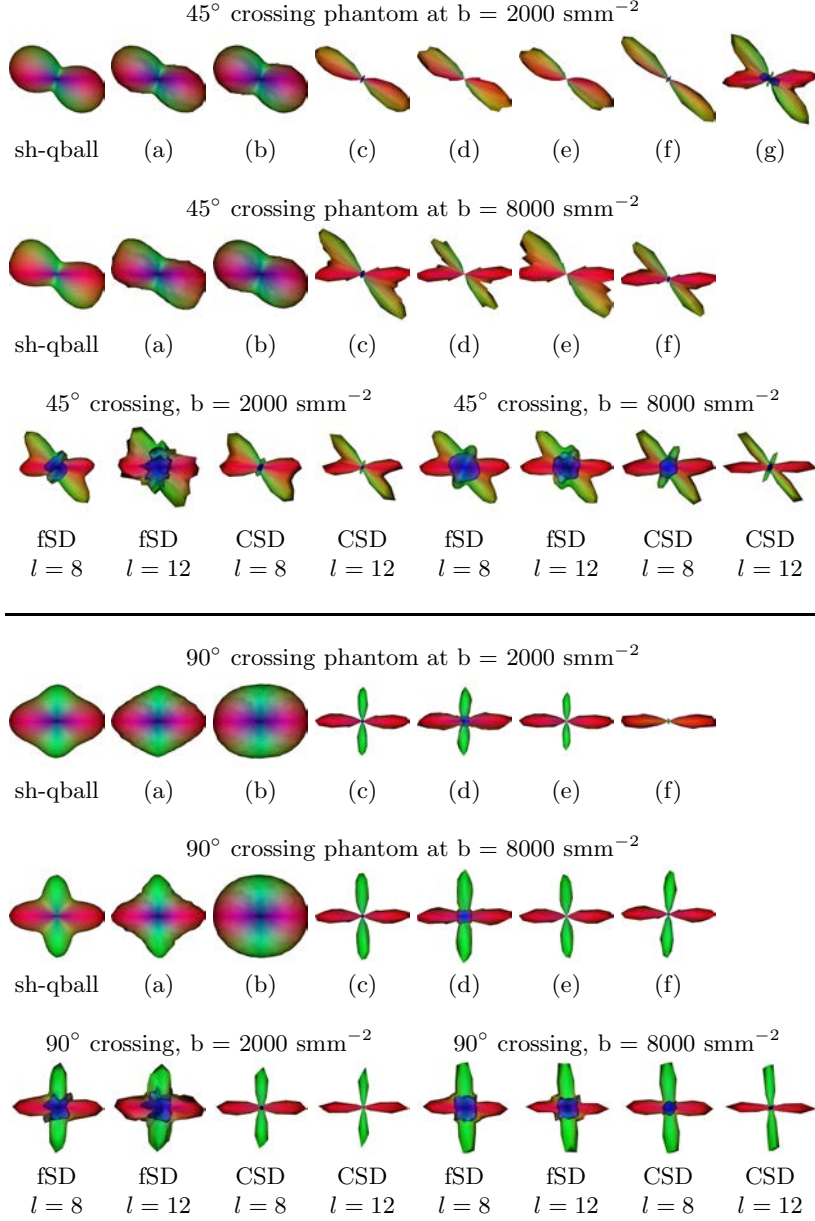 45° crossing phantom at b = 2000 smm⁻²
sh-qball (a) (b) (c) (d) (e) (f) (g)
45° crossing phantom at b = 8000 smm⁻²
sh-qball (a) (b) (c) (d) (e) (f)
45° crossing, b = 2000 smm⁻² 45° crossing, b = 8000 smm⁻²
fSD fSD CSD CSD fSD fSD CSD CSD
l = 8 l = 12 l = 8 l = 12 l = 8 l = 12 l = 8 l = 12
90° crossing phantom at b = 2000 smm⁻²
sh-qball (a) (b) (c) (d) (e) (f)
90° crossing phantom at b = 8000 smm⁻²
sh-qball (a) (b) (c) (d) (e) (f)
90° crossing, b = 2000 smm⁻² 90° crossing, b = 8000 smm⁻²
fSD fSD CSD CSD fSD fSD CSD CSD
l = 8 l = 12 l = 8 l = 12 l = 8 l = 12 l = 8 l = 12